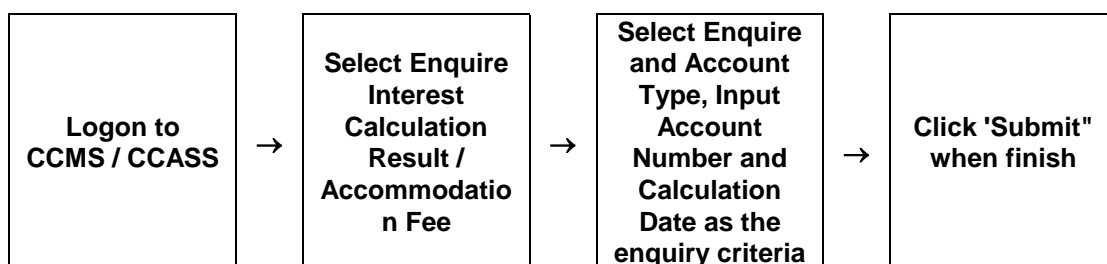 Logon to
CCMS / CCASS
→
Select Enquire
Interest
Calculation
Result /
Accommodatio
n Fee
→
Select Enquire
and Account
Type, Input
Account
Number and
Calculation
Date as the
enquiry criteria
→
Click 'Submit"
when finish